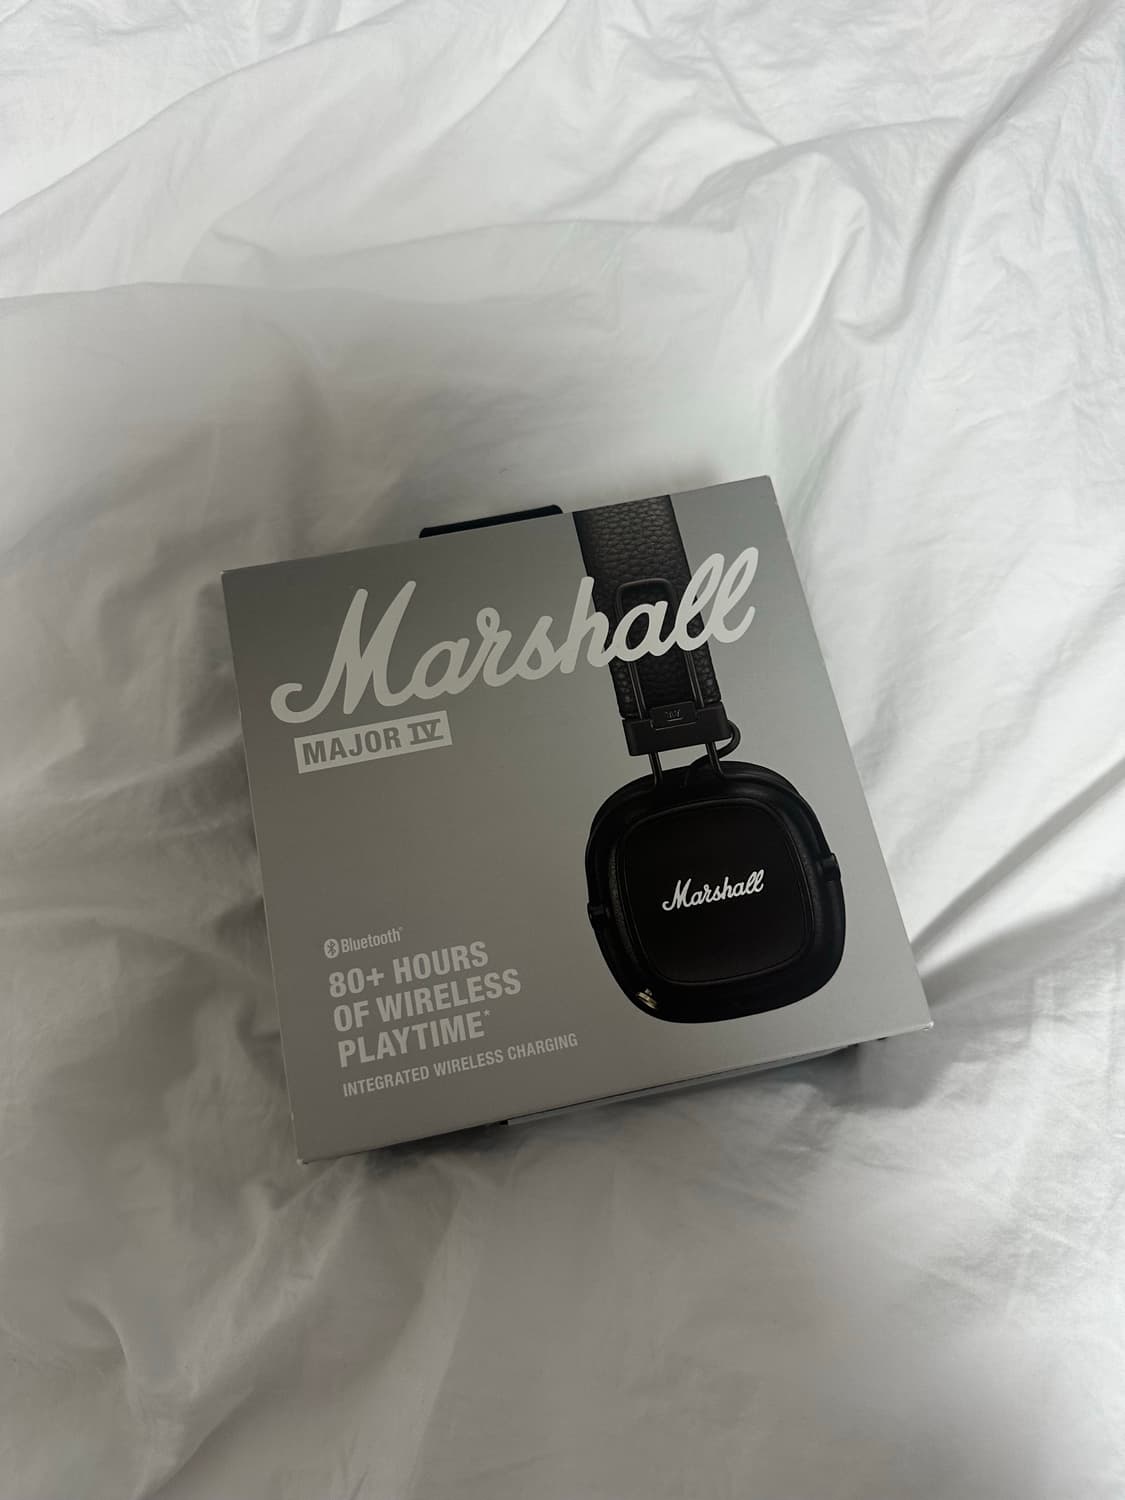 Marshall
MAJOR IV
Marshall
Bluetooth®
80+ HOURS
OF WIRELESS
PLAYTIME*
INTEGRATED WIRELESS CHARGING